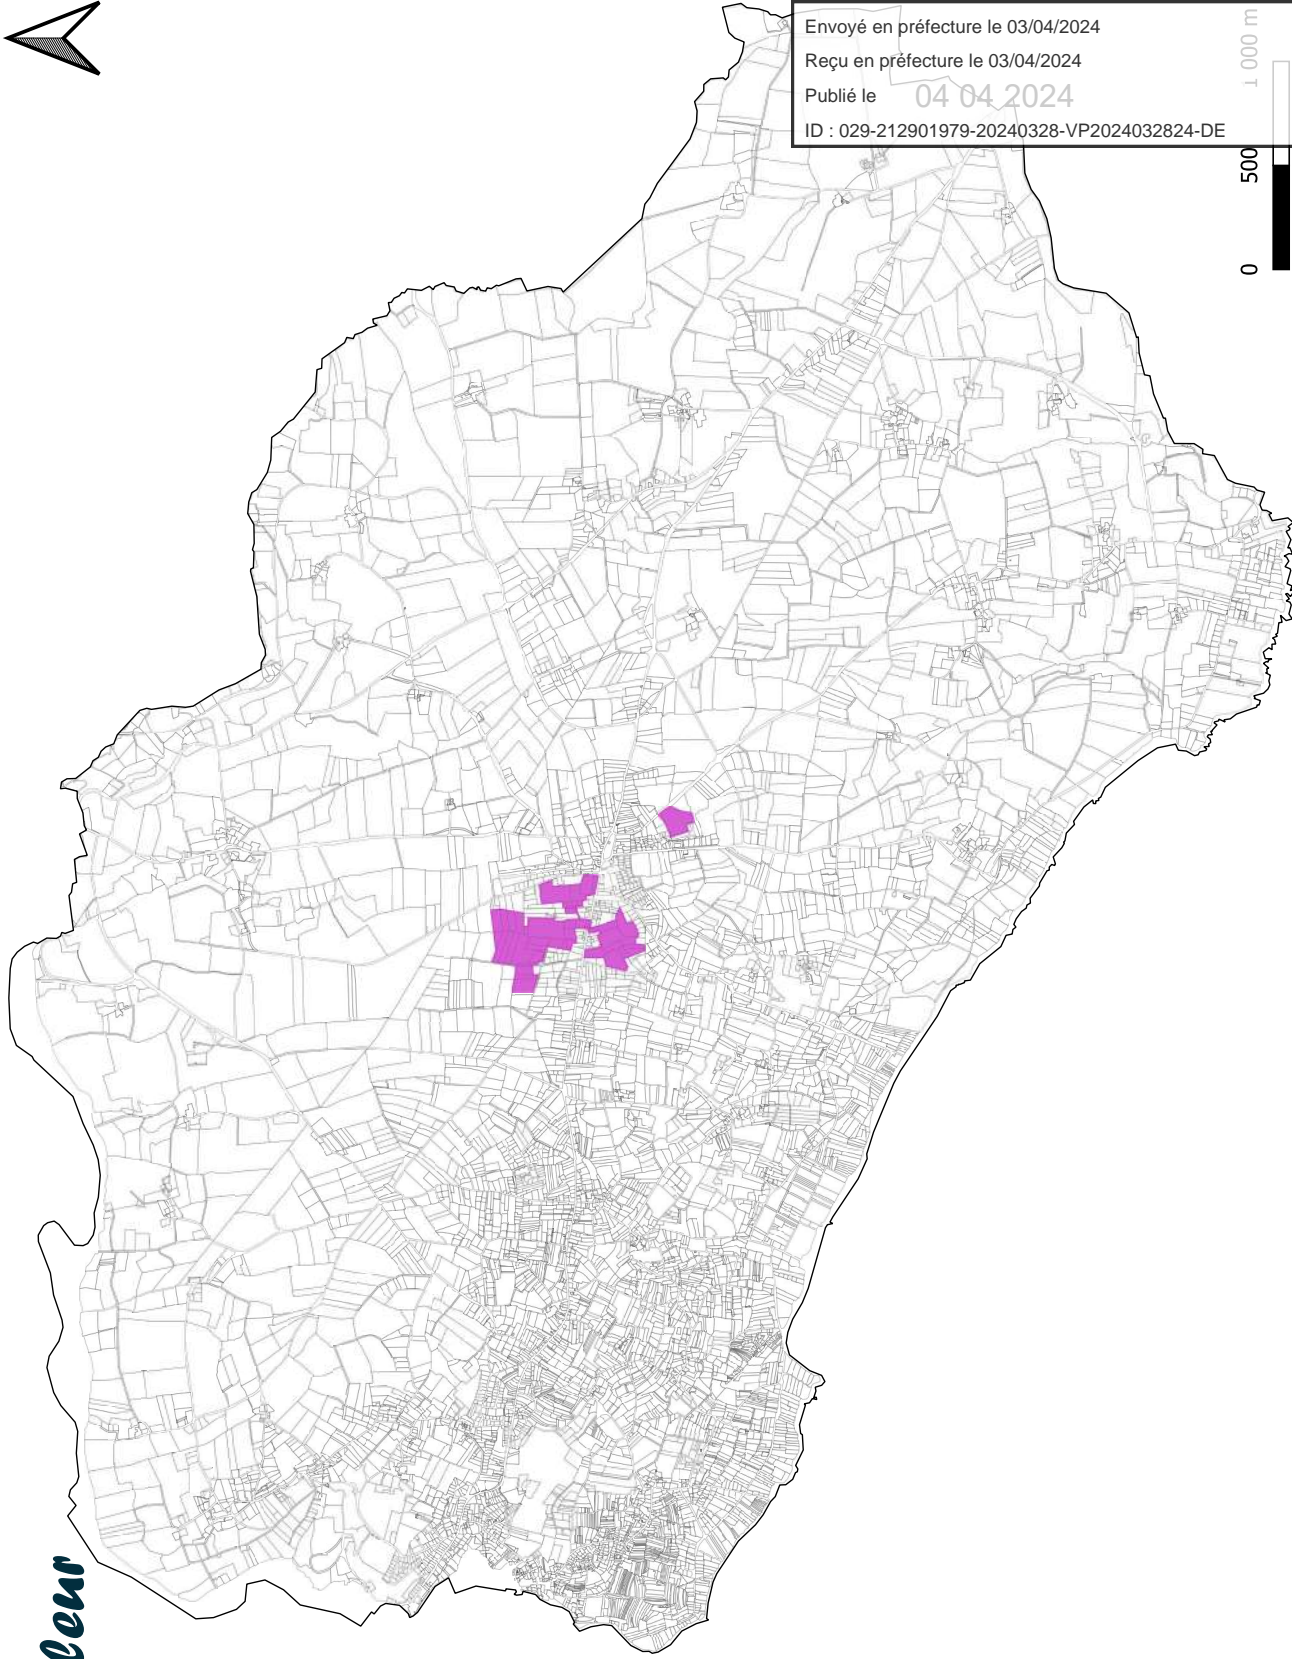 Envoyé en préfecture le 03/04/2024
Reçu en préfecture le 03/04/2024
Publié le 04 04 2024
ID : 029-212901979-20240328-VP2024032824-DE
0 500 1 000 m